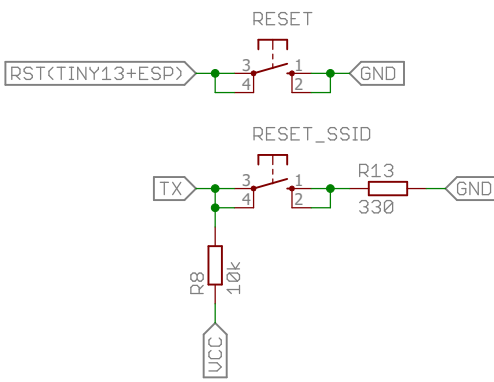 RESET
RST(TINY13+ESP)
3
1
4
2
GND
RESET_SSID
TX
3
1
4
2
R13
330
GND
R8
10k
VCC